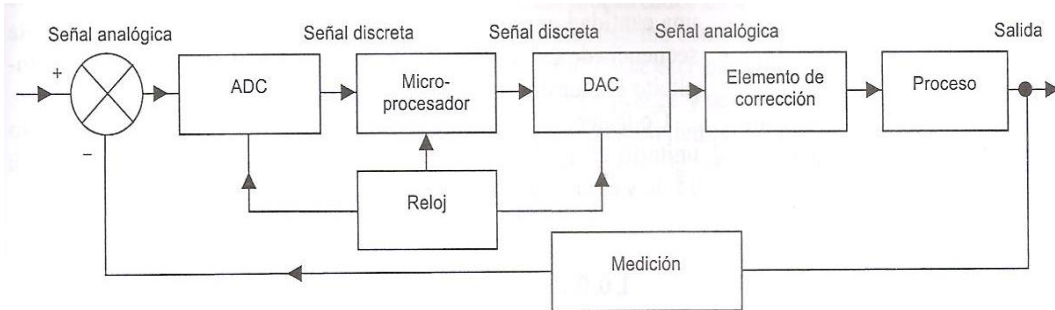 Señal analógica
Señal discreta
Señal discreta
Señal analógica
Salida
+
ADC
Micro-
procesador
DAC
Elemento de
corrección
Proceso
−
Reloj
Medición